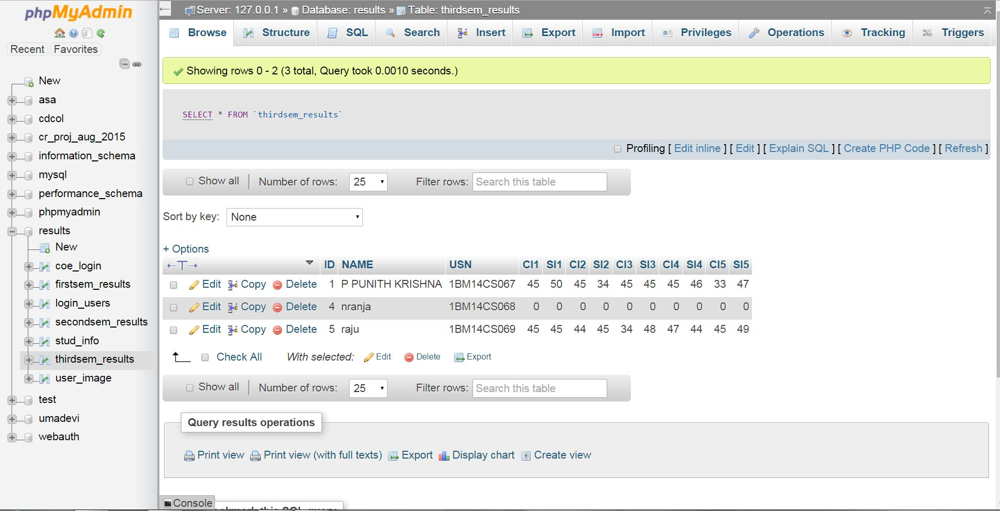 phpMyAdmin
Recent Favorites
New
asa
cdcol
cr_proj_aug_2015
information_schema
mysql
performance_schema
phpmyadmin
results
New
coe_login
firstsem_results
login_users
secondsem_results
stud_info
thirdsem_results
user_image
test
umadevi
webauth
Server: 127.0.0.1 » Database: results » Table: thirdsem_results
Browse Structure SQL Search Insert Export Import Privileges Operations Tracking Triggers
Showing rows 0 - 2 (3 total, Query took 0.0010 seconds.)
SELECT * FROM `thirdsem_results`
Profiling [ Edit inline ] [ Edit ] [ Explain SQL ] [ Create PHP Code ] [ Refresh ]
Show all Number of rows: 25 Filter rows: Search this table
Sort by key: None
+ Options
←T→ ID NAME USN CI1 SI1 CI2 SI2 CI3 SI3 CI4 SI4 CI5 SI5
Edit Copy Delete 1 P PUNITH KRISHNA 1BM14CS067 45 50 45 34 45 45 45 46 33 47
Edit Copy Delete 4 nranja 1BM14CS068 0 0 0 0 0 0 0 0 0 0
Edit Copy Delete 5 raju 1BM14CS069 45 45 44 45 34 48 47 44 45 49
Check All With selected: Edit Delete Export
Show all Number of rows: 25 Filter rows: Search this table
Query results operations
Print view Print view (with full texts) Export Display chart Create view
Console